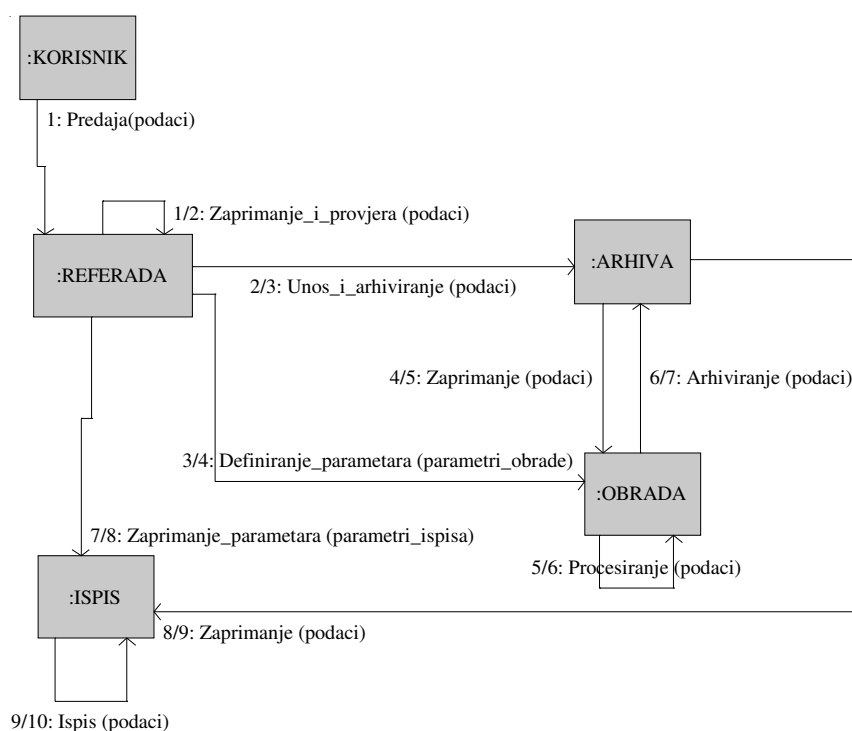 :KORISNIK
1: Predaja(podaci)
1/2: Zaprimanje_i_provjera (podaci)
:REFERADA
:ARHIVA
2/3: Unos_i_arhiviranje (podaci)
4/5: Zaprimanje (podaci)
6/7: Arhiviranje (podaci)
3/4: Definiranje_parametara (parametri_obrade)
:OBRADA
7/8: Zaprimanje_parametara (parametri_ispisa)
5/6: Procesiranje (podaci)
:ISPIS
8/9: Zaprimanje (podaci)
9/10: Ispis (podaci)